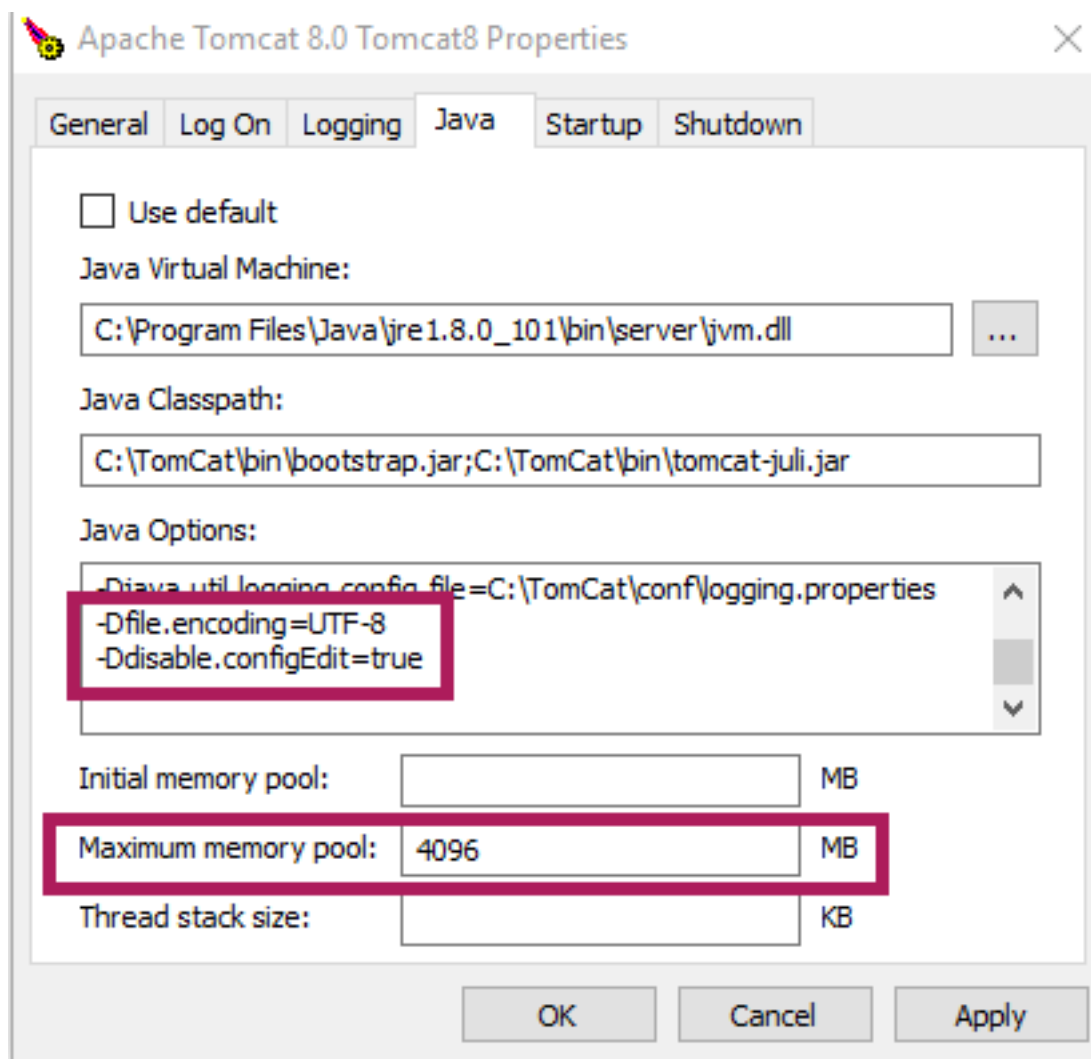 Apache Tomcat 8.0 Tomcat8 Properties
General Log On Logging Java Startup Shutdown
Use default
Java Virtual Machine:
C:\Program Files\Java\jre1.8.0_101\bin\server\jvm.dll ...
Java Classpath:
C:\TomCat\bin\bootstrap.jar;C:\TomCat\bin\tomcat-juli.jar
Java Options:
-Djava.util.logging.config.file=C:\TomCat\conf\logging.properties
-Dfile.encoding=UTF-8
-Ddisable.configEdit=true
Initial memory pool: MB
Maximum memory pool: 4096 MB
Thread stack size: KB
OK Cancel Apply